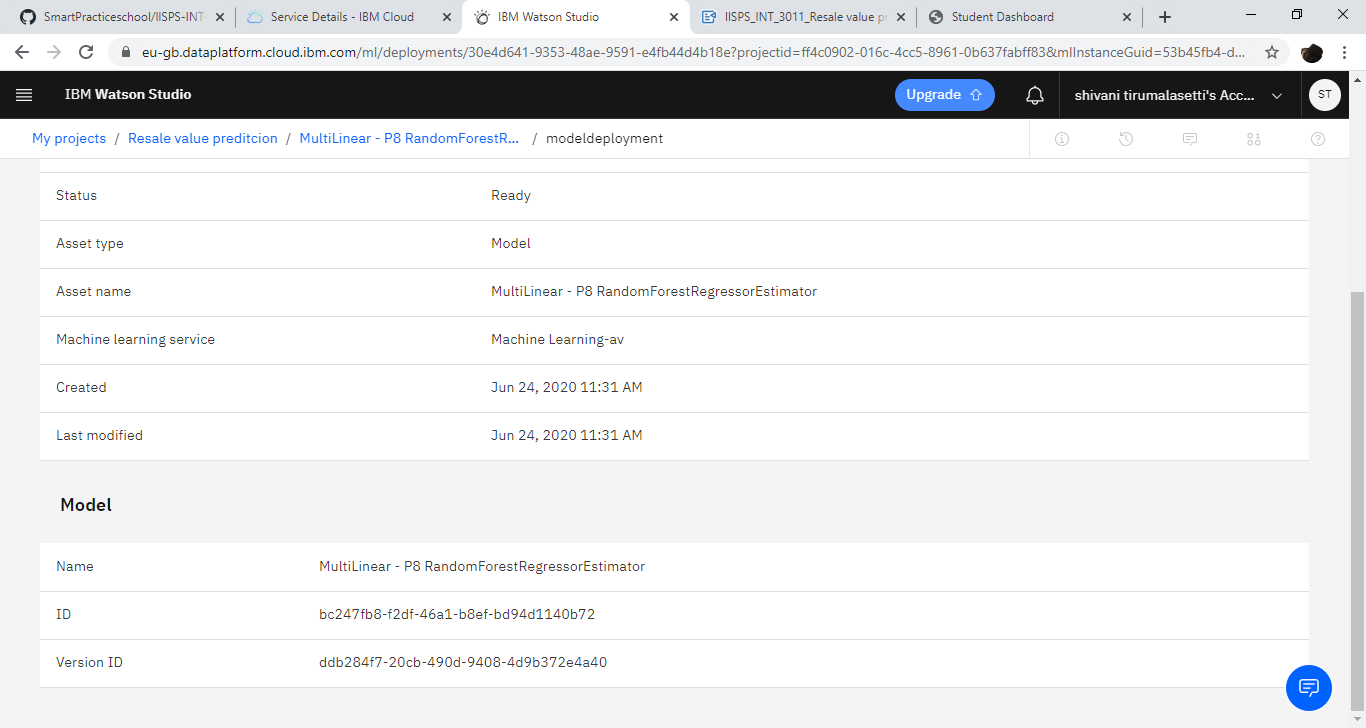 SmartPracticeschool/IISPS-INT-
Service Details - IBM Cloud
IBM Watson Studio
IISPS_INT_3011_Resale value pr
Student Dashboard
eu-gb.dataplatform.cloud.ibm.com/ml/deployments/30e4d641-9353-48ae-9591-e4fb44d4b18e?projectid=ff4c0902-016c-4cc5-8961-0b637fabff83&mlInstanceGuid=53b45fb4-d...
IBM Watson Studio
Upgrade
shivani tirumalasetti's Acc...
ST
My projects / Resale value preditcion / MultiLinear - P8 RandomForestR... / modeldeployment
Status Ready
Asset type Model
Asset name MultiLinear - P8 RandomForestRegressorEstimator
Machine learning service Machine Learning-av
Created Jun 24, 2020 11:31 AM
Last modified Jun 24, 2020 11:31 AM
Model
Name MultiLinear - P8 RandomForestRegressorEstimator
ID bc247fb8-f2df-46a1-b8ef-bd94d1140b72
Version ID ddb284f7-20cb-490d-9408-4d9b372e4a40